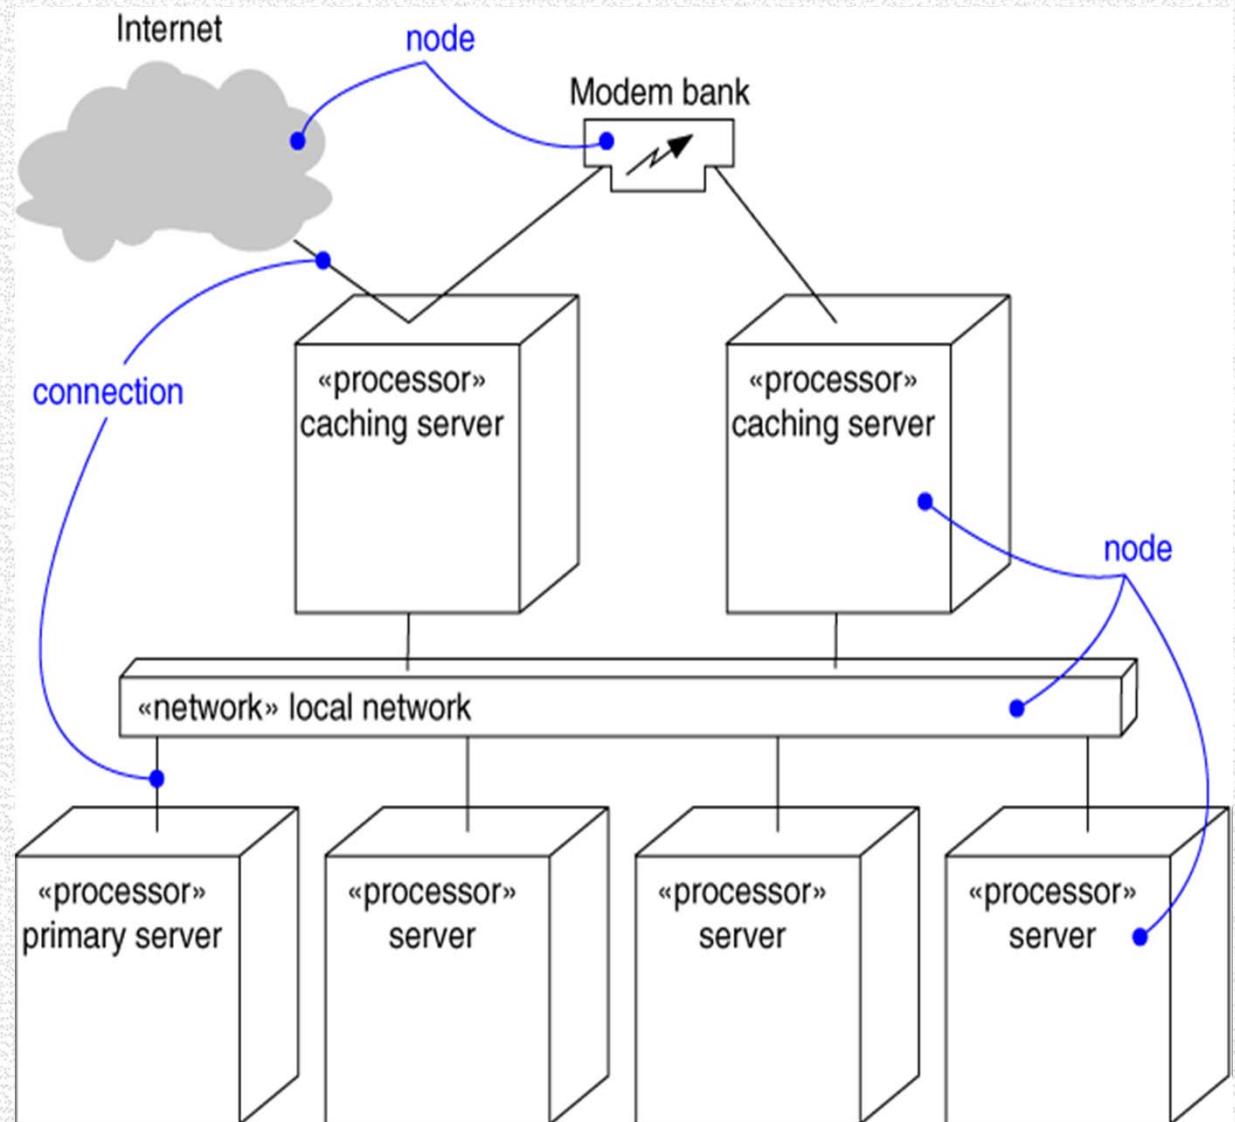 Internet
node
Modem bank
«processor»
caching server
«processor»
caching server
connection
node
«network» local network
«processor»
primary server
«processor»
server
«processor»
server
«processor»
server